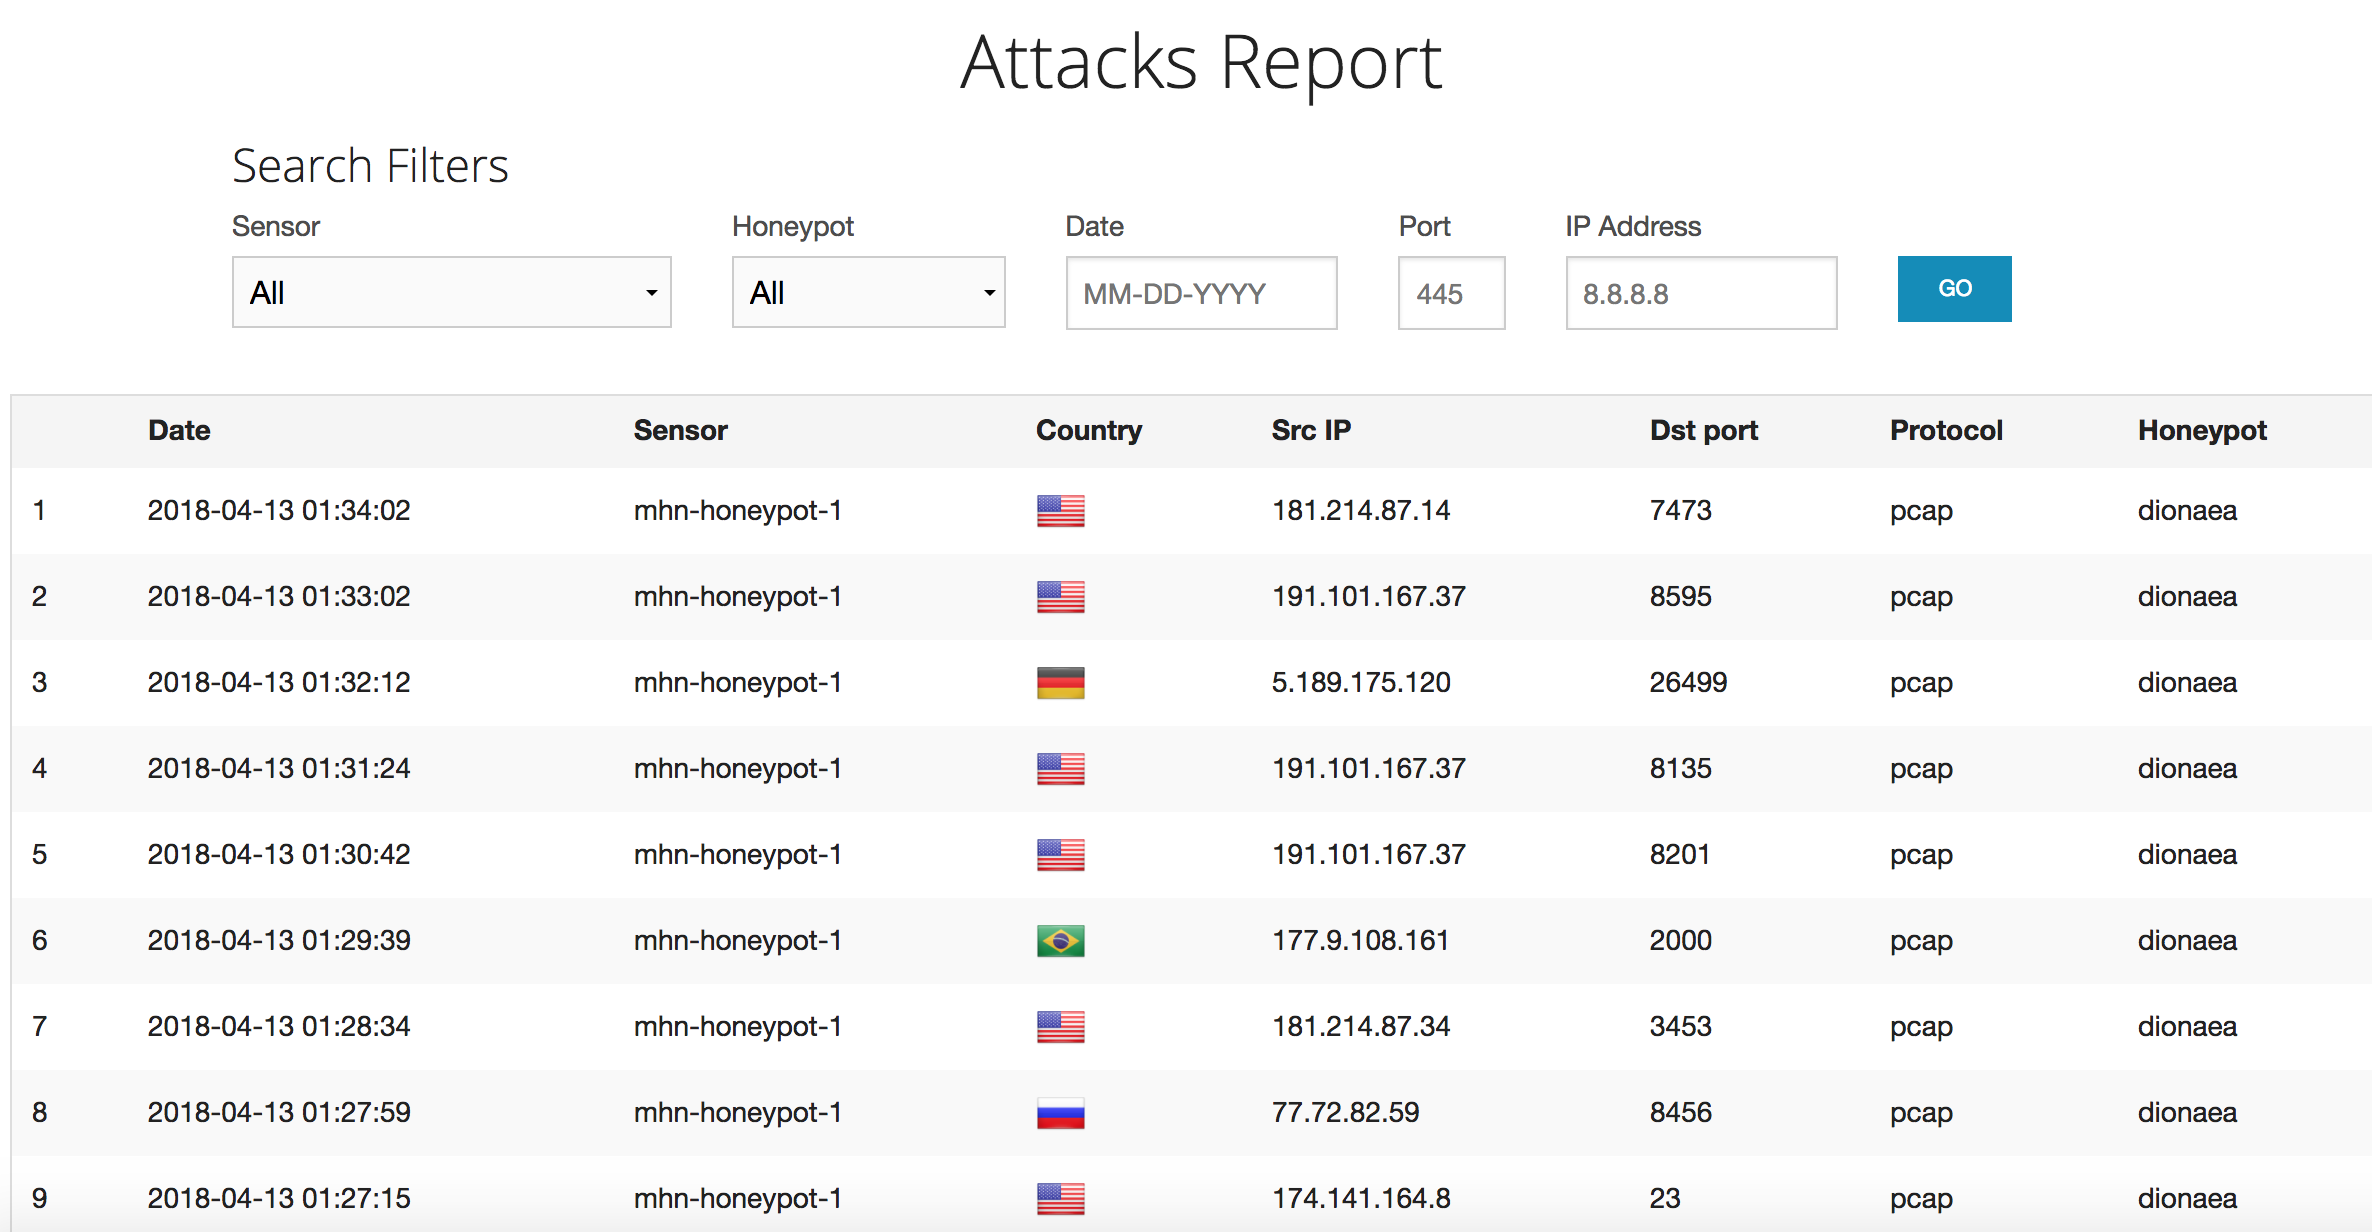 Attacks Report
Search Filters
Sensor Honeypot Date Port IP Address
All All MM-DD-YYYY 445 8.8.8.8 GO
Date Sensor Country Src IP Dst port Protocol Honeypot
1 2018-04-13 01:34:02 mhn-honeypot-1 181.214.87.14 7473 pcap dionaea
2 2018-04-13 01:33:02 mhn-honeypot-1 191.101.167.37 8595 pcap dionaea
3 2018-04-13 01:32:12 mhn-honeypot-1 5.189.175.120 26499 pcap dionaea
4 2018-04-13 01:31:24 mhn-honeypot-1 191.101.167.37 8135 pcap dionaea
5 2018-04-13 01:30:42 mhn-honeypot-1 191.101.167.37 8201 pcap dionaea
6 2018-04-13 01:29:39 mhn-honeypot-1 177.9.108.161 2000 pcap dionaea
7 2018-04-13 01:28:34 mhn-honeypot-1 181.214.87.34 3453 pcap dionaea
8 2018-04-13 01:27:59 mhn-honeypot-1 77.72.82.59 8456 pcap dionaea
9 2018-04-13 01:27:15 mhn-honeypot-1 174.141.164.8 23 pcap dionaea